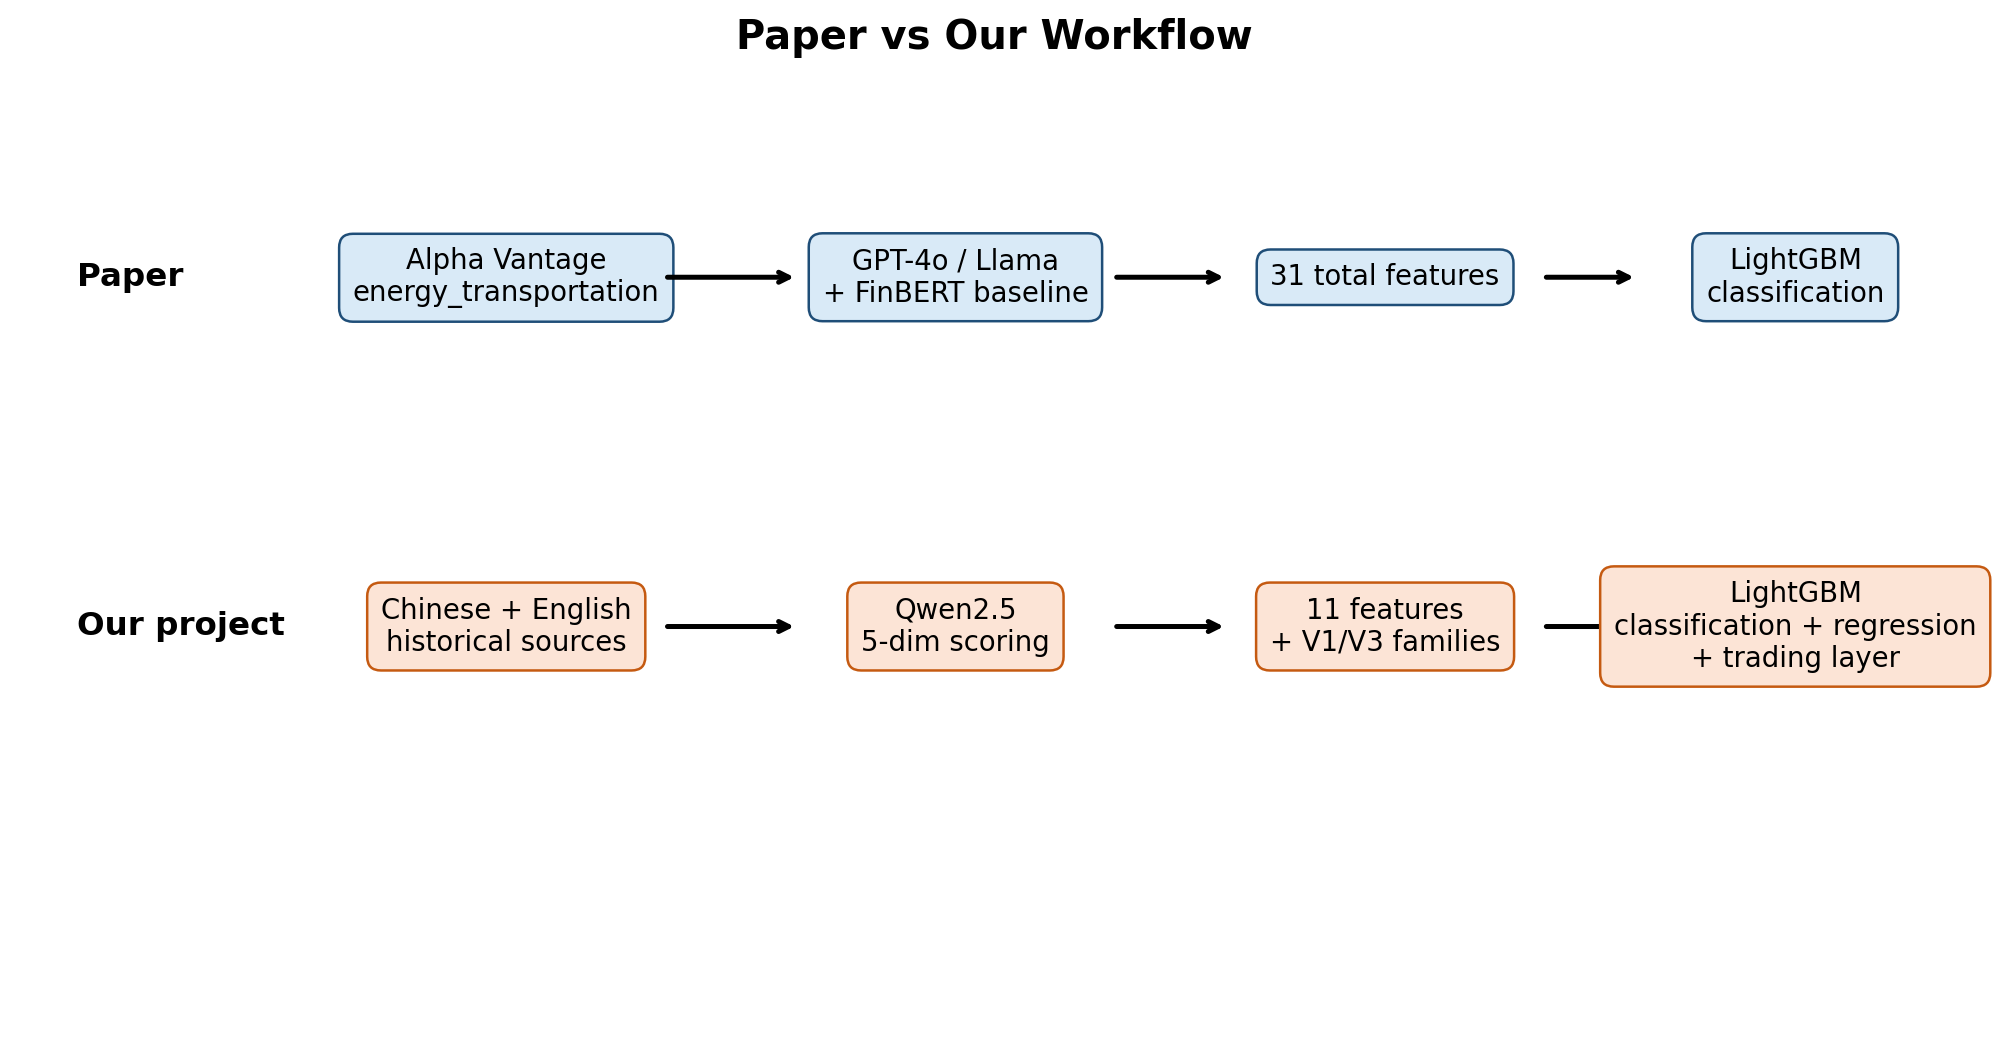 Paper vs Our Workflow
Paper
Alpha Vantage
energy_transportation
GPT-4o / Llama
+ FinBERT baseline
31 total features
LightGBM
classification
Our project
Chinese + English
historical sources
Qwen2.5
5-dim scoring
11 features
+ V1/V3 families
LightGBM
classification + regression
+ trading layer